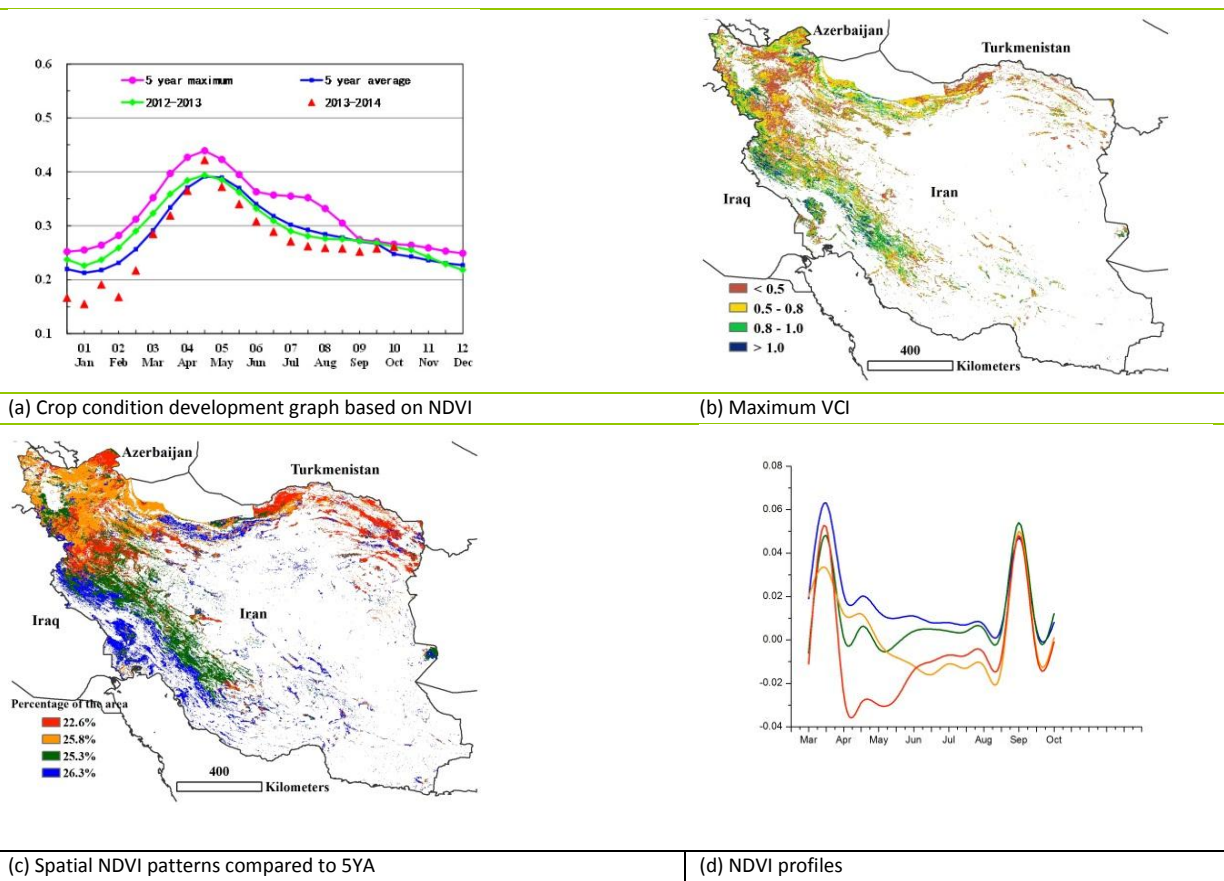 0.6
0.5
0.4
0.3
0.2
0.1
5 year maximum
5 year average
2012-2013
2013-2014
01 02 03 04 05 06 07 08 09 10 11 12
Jan Feb Mar Apr May Jun Jul Aug Sep Oct Nov Dec
Azerbaijan
Turkmenistan
Iraq
Iran
< 0.5
0.5 - 0.8
0.8 - 1.0
> 1.0
400
Kilometers
(a) Crop condition development graph based on NDVI
(b) Maximum VCI
Azerbaijan
Turkmenistan
Iraq
Iran
Percentage of the area
22.6%
25.8%
25.3%
26.3%
400
Kilometers
0.08
0.06
0.04
0.02
0.00
-0.02
-0.04
Mar Apr May Jun Jul Aug Sep Oct
(c) Spatial NDVI patterns compared to 5YA
(d) NDVI profiles